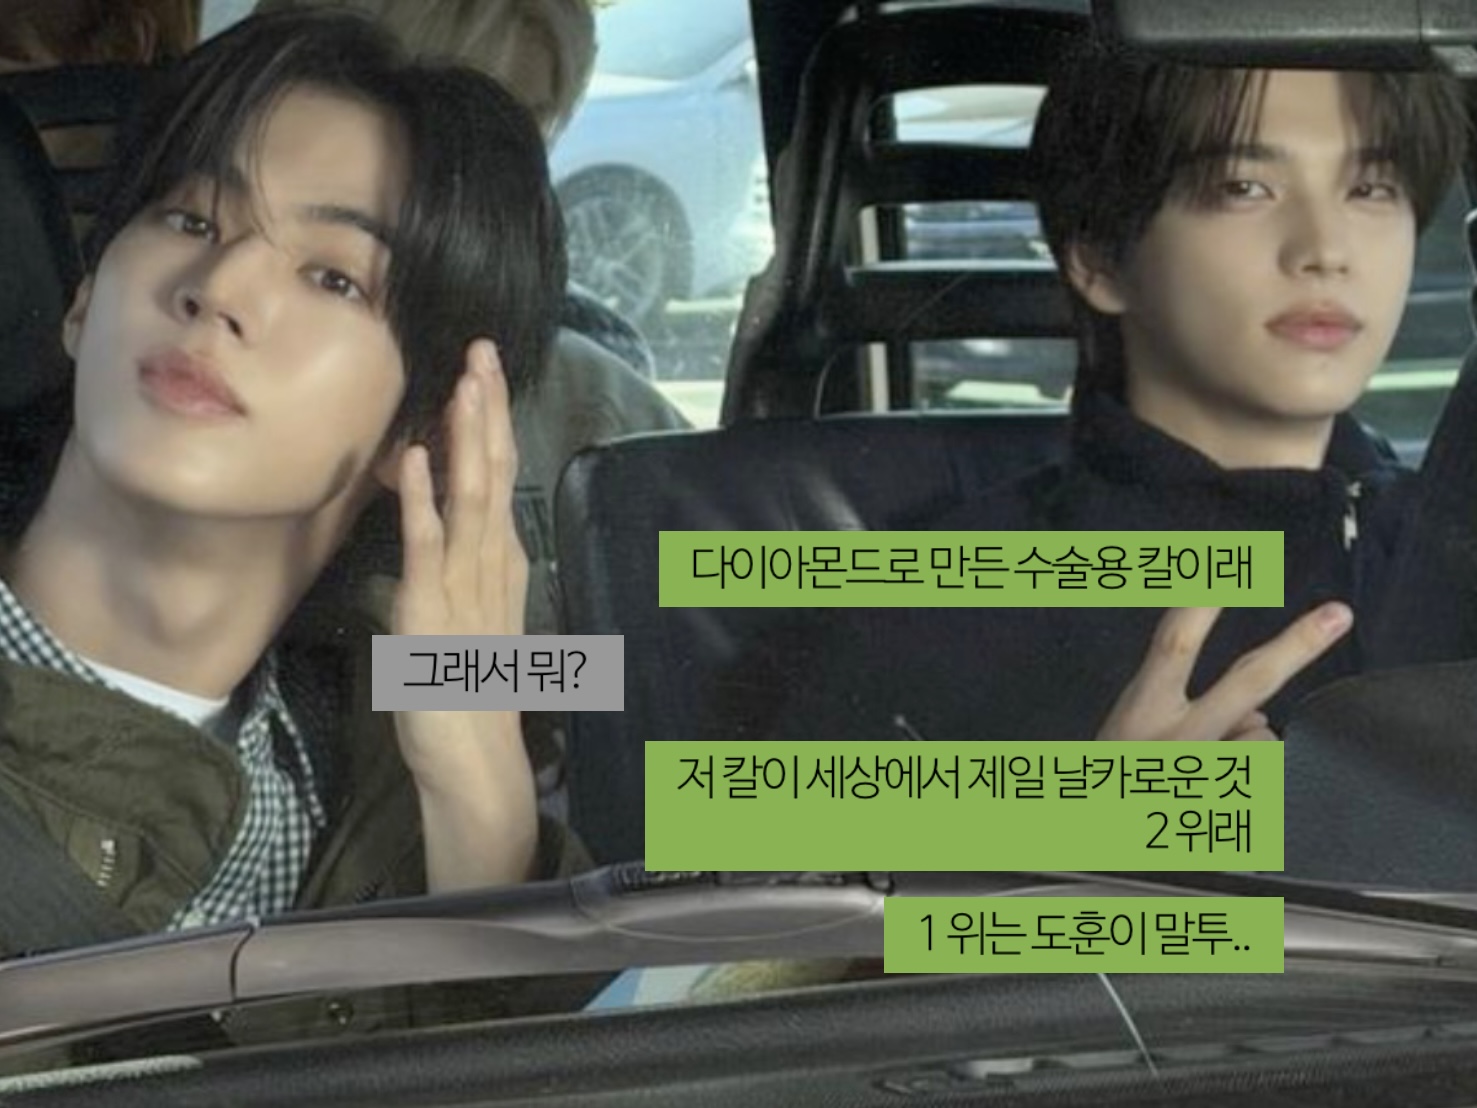 다이아몬드로 만든 수술용 칼이래
그래서 뭐?
저 칼이 세상에서 제일 날카로운 것
2위래
1위는 도훈이 말투..